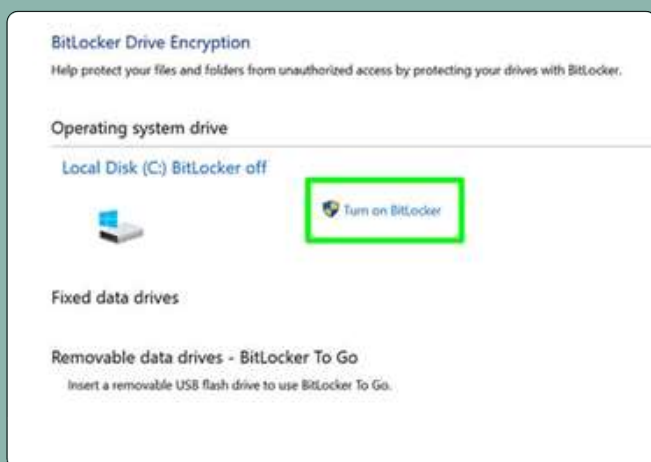 BitLocker Drive Encryption
Help protect your files and folders from unauthorized access by protecting your drives with BitLocker.
Operating system drive
Local Disk (C:) BitLocker off
Turn on BitLocker
Fixed data drives
Removable data drives - BitLocker To Go
Insert a removable USB flash drive to use BitLocker To Go.